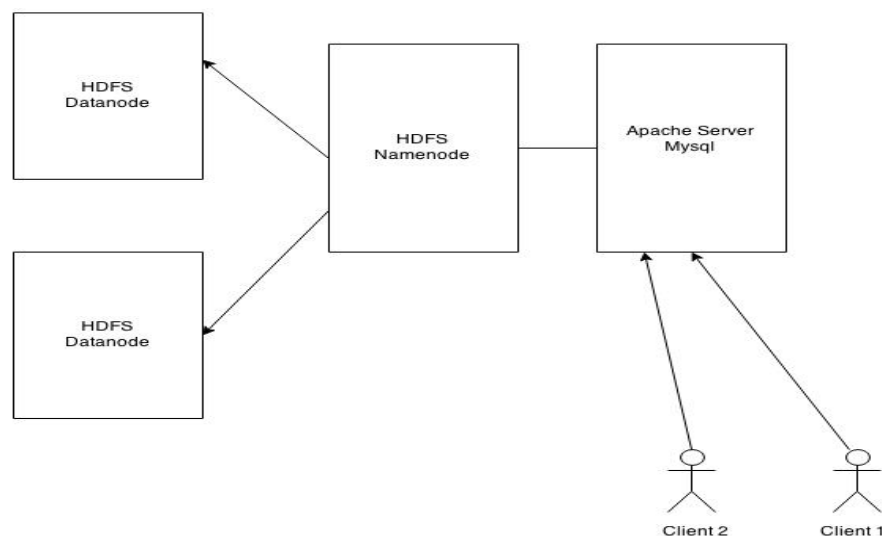 HDFS
Datanode
HDFS
Namenode
Apache Server
Mysql
HDFS
Datanode
Client 2
Client 1